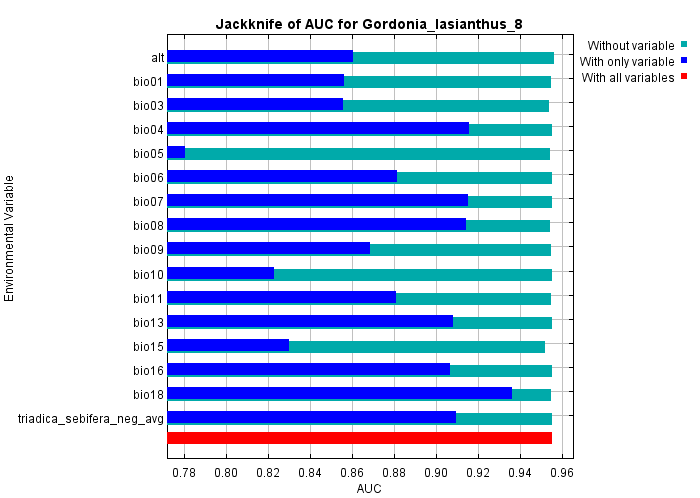 Jackknife of AUC for Gordonia_lasianthus_8
Without variable
With only variable
With all variables
Environmental Variable
alt
bio01
bio03
bio04
bio05
bio06
bio07
bio08
bio09
bio10
bio11
bio13
bio15
bio16
bio18
triadica_sebifera_neg_avg
0.78 0.80 0.82 0.84 0.86 0.88 0.90 0.92 0.94 0.96
AUC